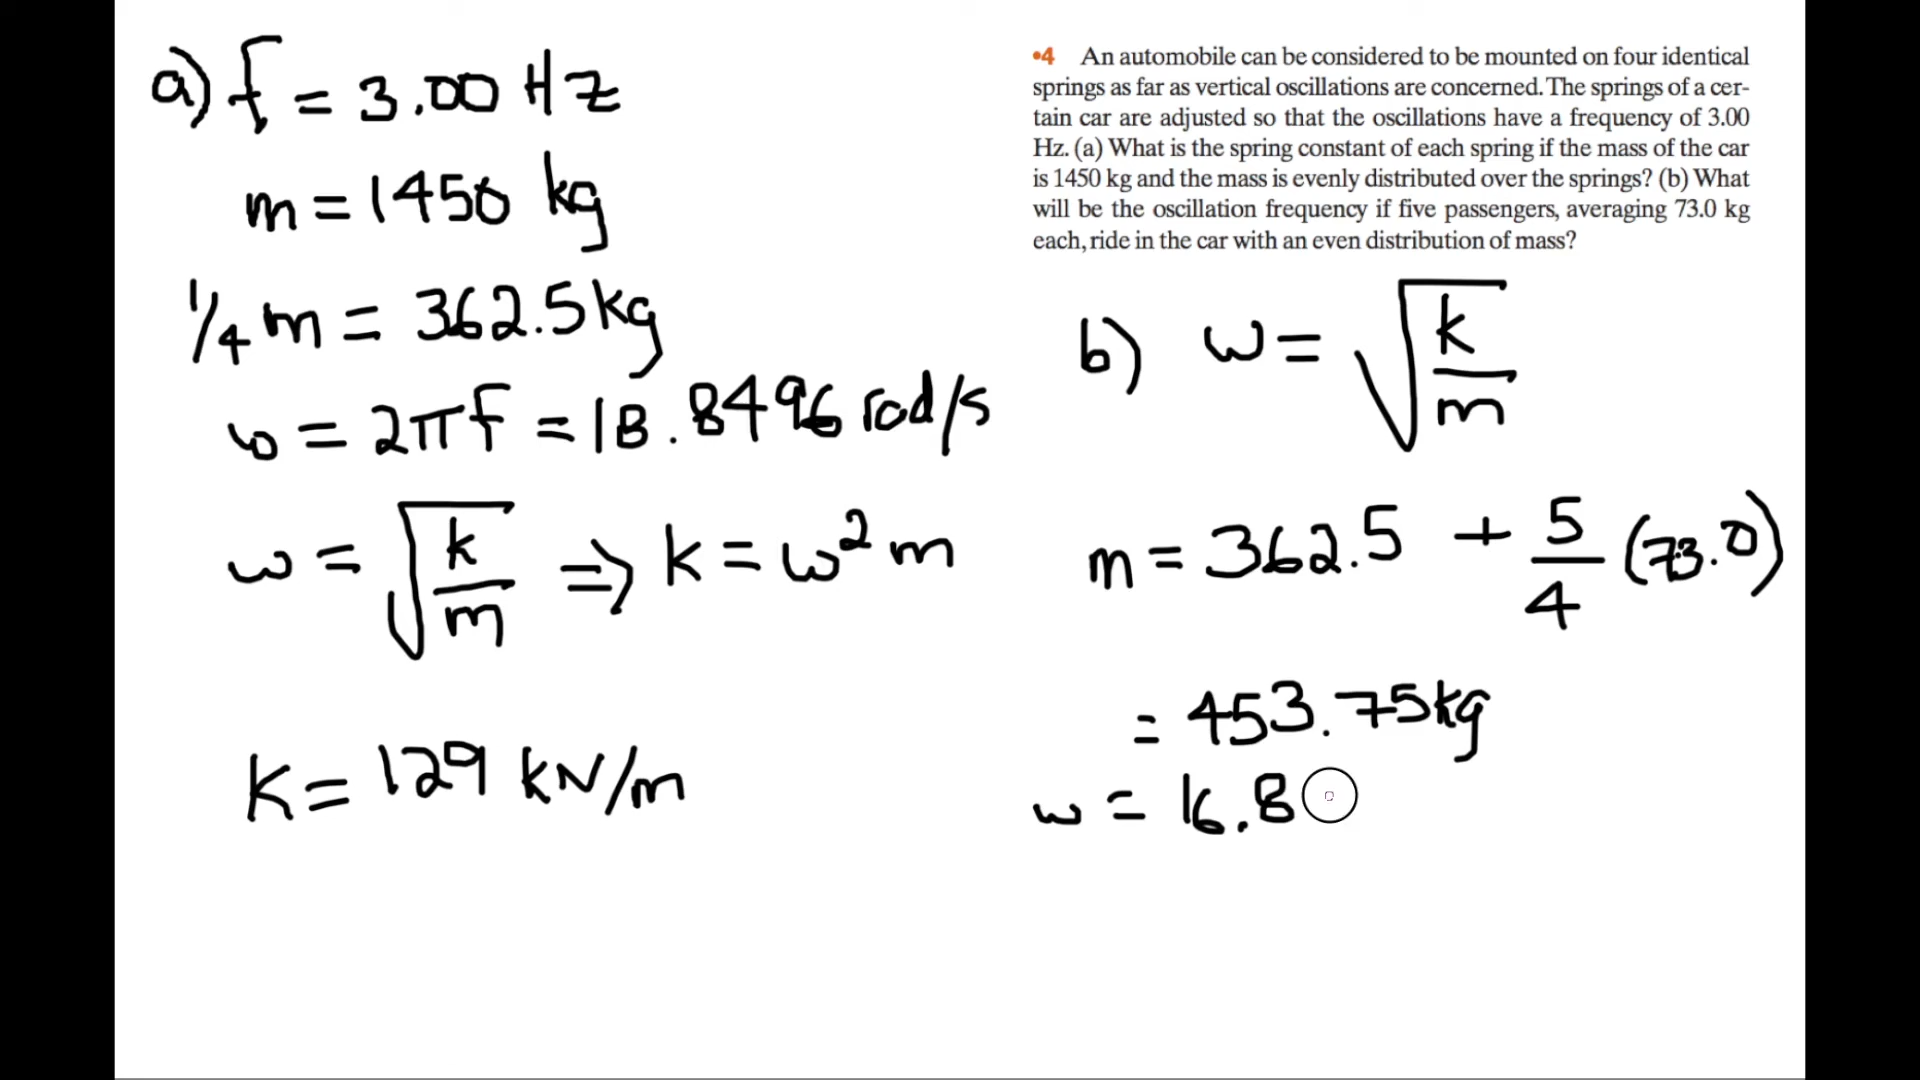 a) f = 3.00 Hz
m = 1450 kg
1/4 m = 362.5 kg
ω = 2πf = 18.8496 rad/s
ω = √(k/m) ⇒ k = ω²m
K = 129 kN/m
•4 An automobile can be considered to be mounted on four identical
springs as far as vertical oscillations are concerned. The springs of a cer-
tain car are adjusted so that the oscillations have a frequency of 3.00
Hz. (a) What is the spring constant of each spring if the mass of the car
is 1450 kg and the mass is evenly distributed over the springs? (b) What
will be the oscillation frequency if five passengers, averaging 73.0 kg
each, ride in the car with an even distribution of mass?
b) ω = √(k/m)
m = 362.5 + 5/4 (73.0)
= 453.75 kg
ω = 16.8